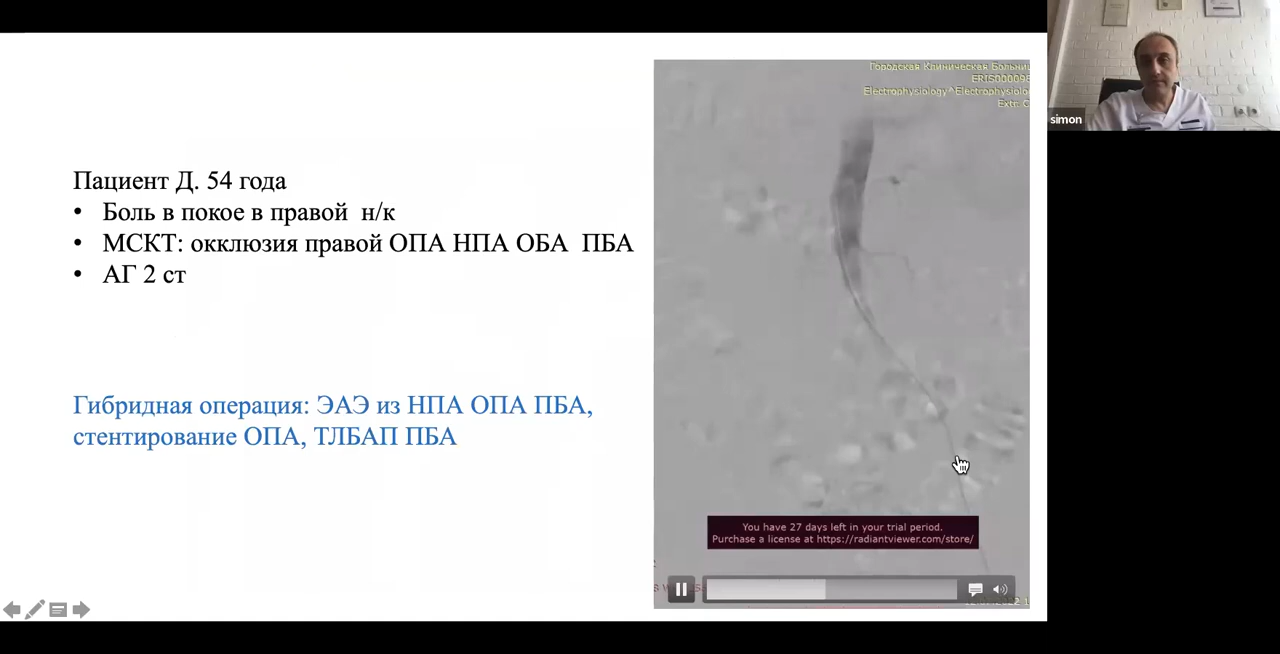 Пациент Д. 54 года
• Боль в покое в правой н/к
• МСКТ: окклюзия правой ОПА НПА ОБА ПБА
• АГ 2 ст
Гибридная операция: ЭАЭ из НПА ОПА ПБА,
стентирование ОПА, ТЛБАП ПБА
Городская Клиническая Больни
ERIS000009
Electrophysiology^Electrophysiolo
Extr. C
You have 27 days left in your trial period.
Purchase a license at https://radiantviewer.com/store/
simon